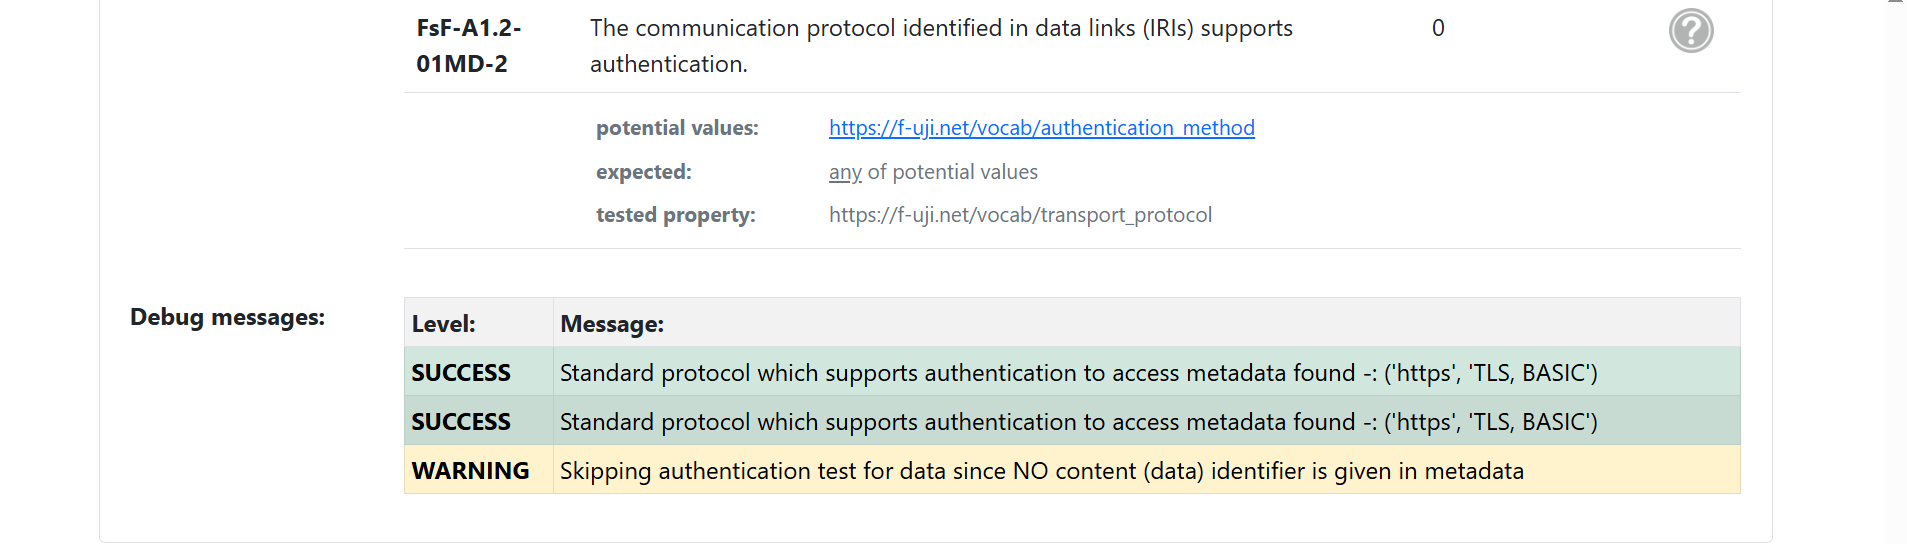 FsF-A1.2-
01MD-2
The communication protocol identified in data links (IRIs) supports
authentication.
0
?
potential values: https://f-uji.net/vocab/authentication_method
expected: any of potential values
tested property: https://f-uji.net/vocab/transport_protocol
Debug messages:
Level: Message:
SUCCESS Standard protocol which supports authentication to access metadata found -: ('https', 'TLS, BASIC')
SUCCESS Standard protocol which supports authentication to access metadata found -: ('https', 'TLS, BASIC')
WARNING Skipping authentication test for data since NO content (data) identifier is given in metadata